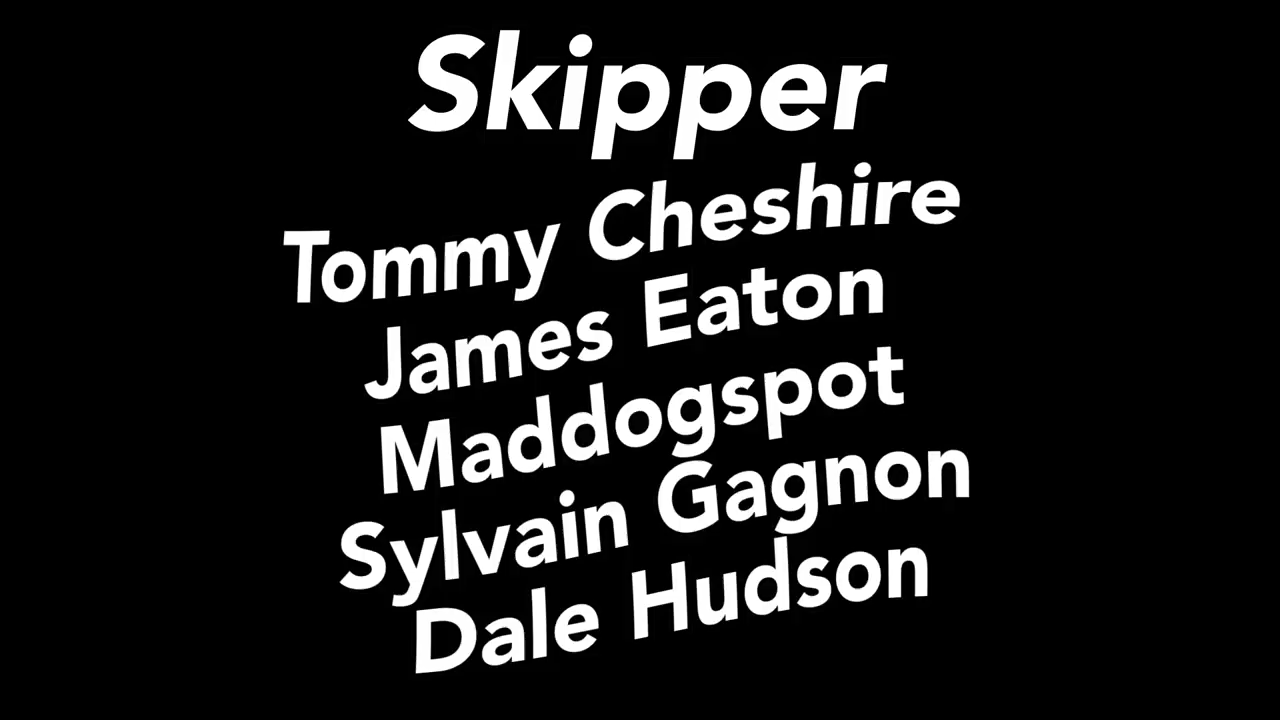 Skipper
Tommy Cheshire
James Eaton
Maddogspot
Sylvain Gagnon
Dale Hudson